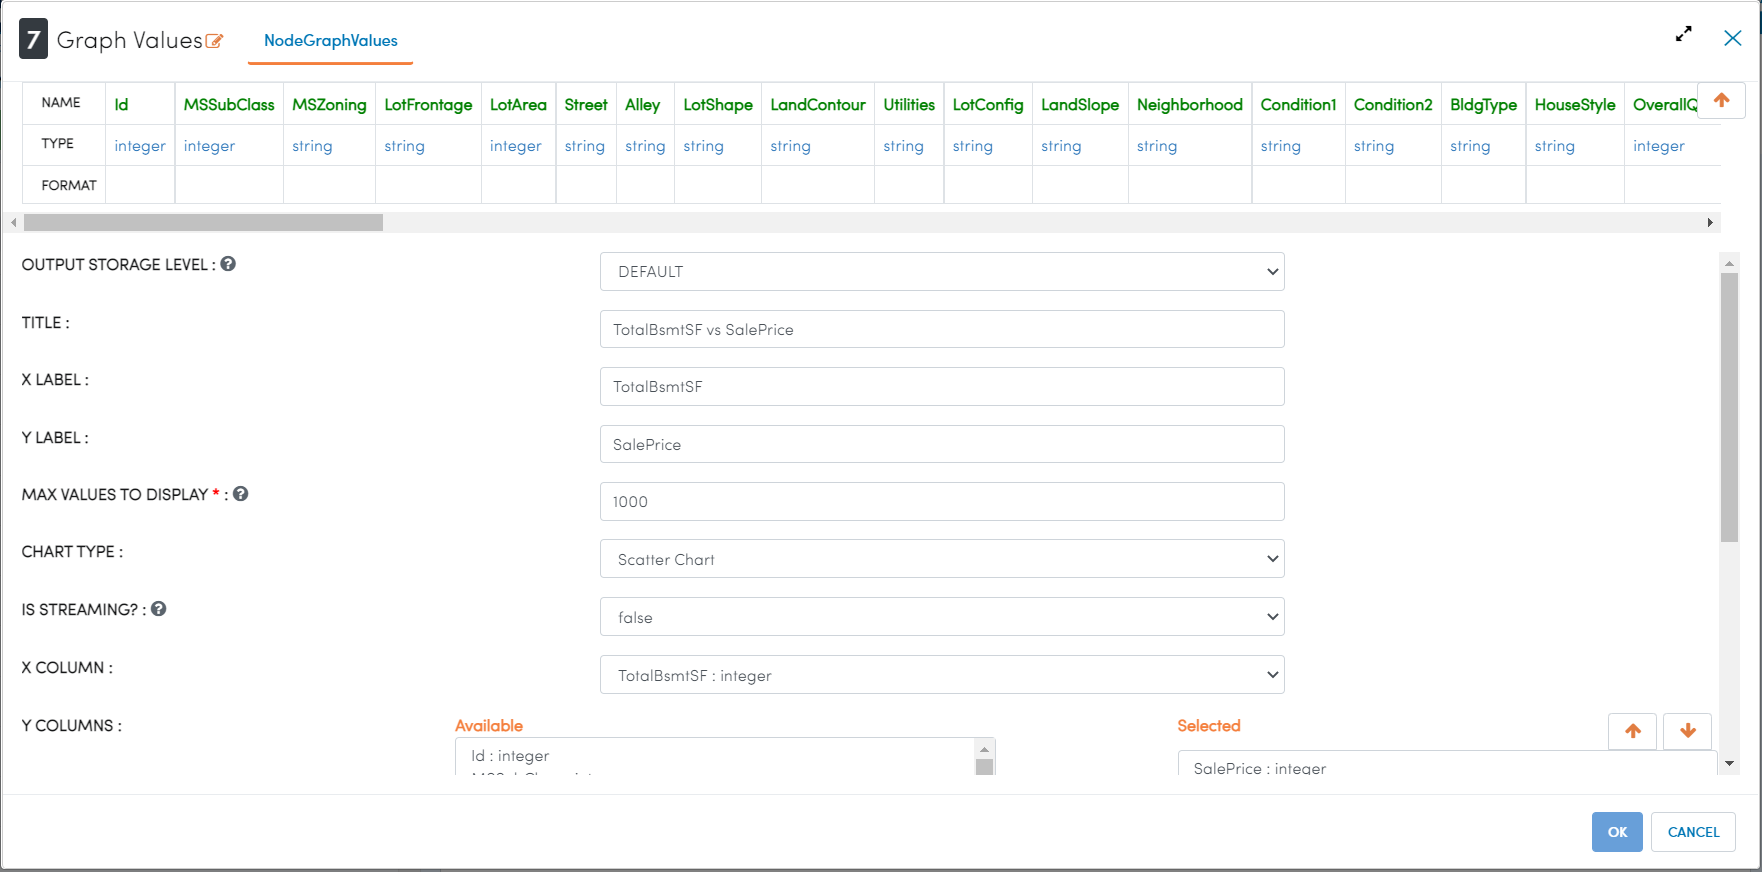 7 Graph Values NodeGraphValues
NAME Id MSSubClass MSZoning LotFrontage LotArea Street Alley LotShape LandContour Utilities LotConfig LandSlope Neighborhood Condition1 Condition2 BldgType HouseStyle OverallQ
TYPE integer integer string string integer string string string string string string string string string string string string integer
FORMAT
OUTPUT STORAGE LEVEL : DEFAULT
TITLE : TotalBsmtSF vs SalePrice
X LABEL : TotalBsmtSF
Y LABEL : SalePrice
MAX VALUES TO DISPLAY * : 1000
CHART TYPE : Scatter Chart
IS STREAMING? : false
X COLUMN : TotalBsmtSF : integer
Y COLUMNS : Available Selected
Id : integer
SalePrice : integer
OK CANCEL